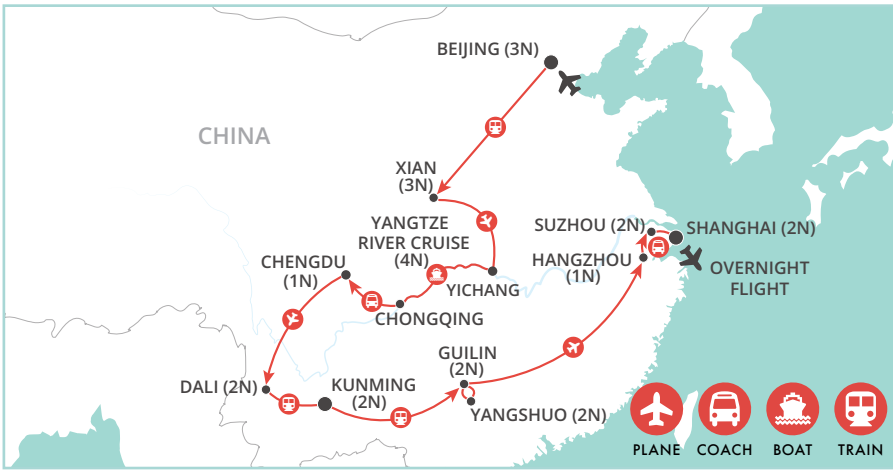 BEIJING (3N)
CHINA
XIAN
(3N)
YANGTZE
RIVER CRUISE
(4N)
SUZHOU (2N)
SHANGHAI (2N)
HANGZHOU
(1N)
OVERNIGHT
FLIGHT
CHENGDU
(1N)
YICHANG
CHONGQING
GUILIN
(2N)
DALI (2N)
KUNMING
(2N)
YANGSHUO (2N)
PLANE
COACH
BOAT
TRAIN